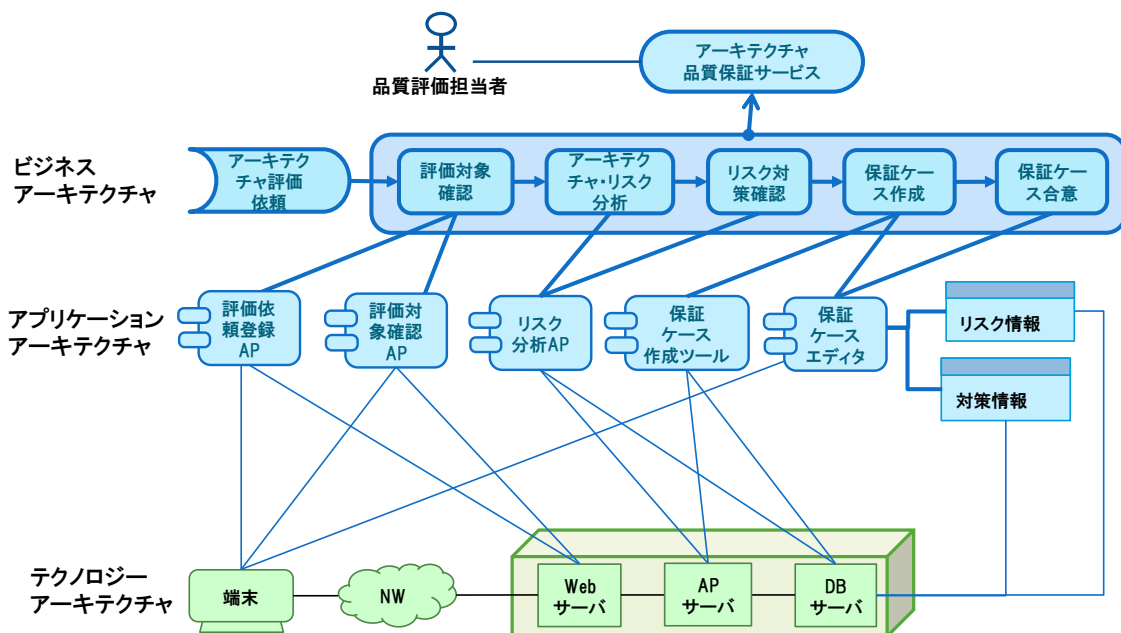 アーキテクチャ
品質保証サービス
品質評価担当者
ビジネス
アーキテクチャ
アーキテク
チャ評価
依頼
評価対象
確認
アーキテク
チャ・リスク
分析
リスク対
策確認
保証ケー
ス作成
保証ケー
ス合意
アプリケーション
アーキテクチャ
評価依
頼登録
AP
評価対
象確認
AP
リスク
分析AP
保証
ケース
作成ツール
保証
ケース
エディタ
リスク情報
対策情報
テクノロジー
アーキテクチャ
端末
NW
Web
サーバ
AP
サーバ
DB
サーバ